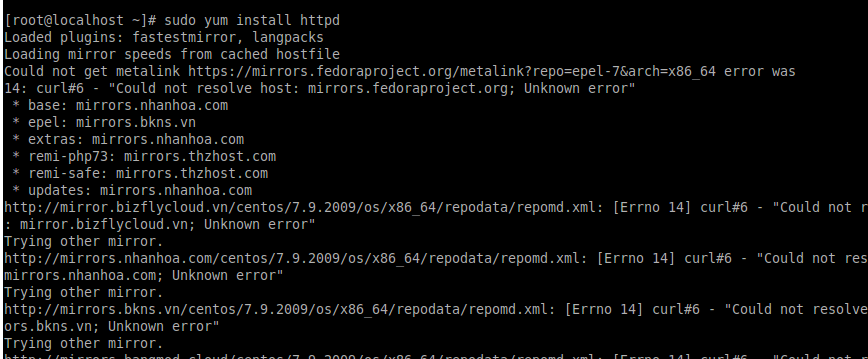 [root@localhost ~]# sudo yum install httpd
Loaded plugins: fastestmirror, langpacks
Loading mirror speeds from cached hostfile
Could not get metalink https://mirrors.fedoraproject.org/metalink?repo=epel-7&arch=x86_64 error was
14: curl#6 - "Could not resolve host: mirrors.fedoraproject.org; Unknown error"
 * base: mirrors.nhanhoa.com
 * epel: mirrors.bkns.vn
 * extras: mirrors.nhanhoa.com
 * remi-php73: mirrors.thzhost.com
 * remi-safe: mirrors.thzhost.com
 * updates: mirrors.nhanhoa.com
http://mirror.bizflycloud.vn/centos/7.9.2009/os/x86_64/repodata/repomd.xml: [Errno 14] curl#6 - "Could not r
: mirror.bizflycloud.vn; Unknown error"
Trying other mirror.
http://mirrors.nhanhoa.com/centos/7.9.2009/os/x86_64/repodata/repomd.xml: [Errno 14] curl#6 - "Could not res
mirrors.nhanhoa.com; Unknown error"
Trying other mirror.
http://mirrors.bkns.vn/centos/7.9.2009/os/x86_64/repodata/repomd.xml: [Errno 14] curl#6 - "Could not resolve
ors.bkns.vn; Unknown error"
Trying other mirror.